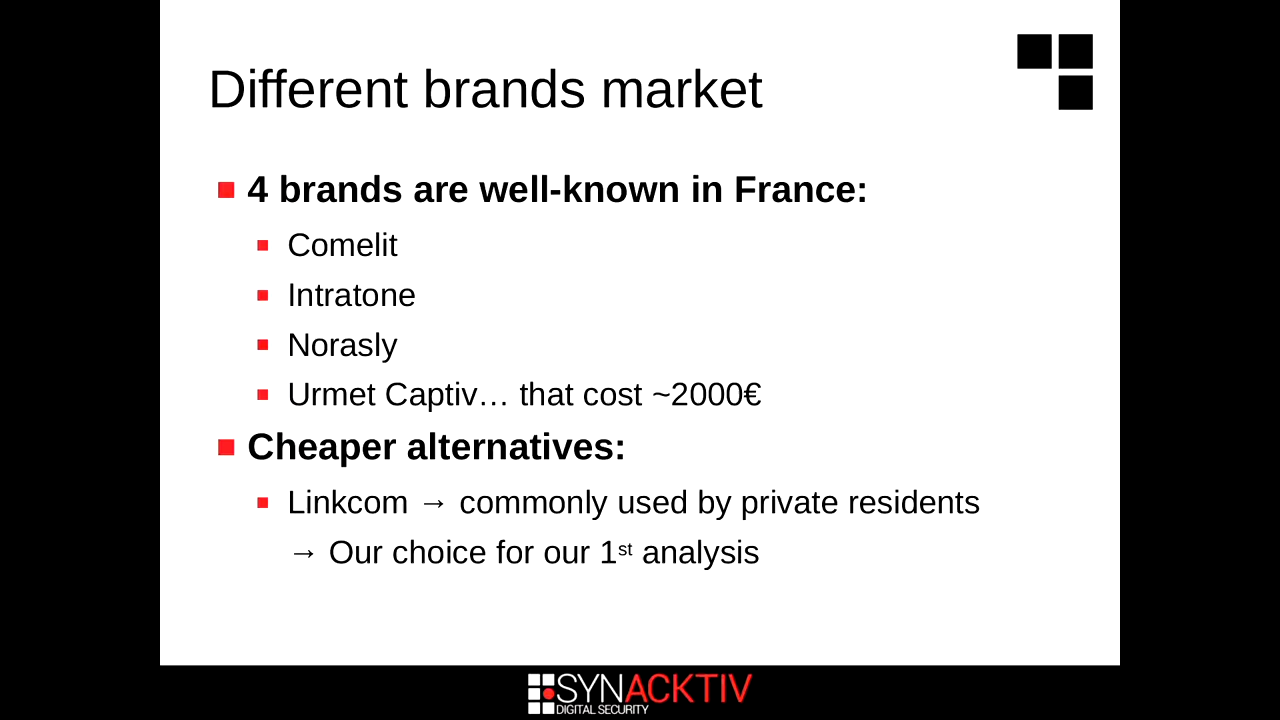 Different brands market
4 brands are well-known in France:
Comelit
Intratone
Norasly
Urmet Captiv… that cost ~2000€
Cheaper alternatives:
Linkcom → commonly used by private residents
→ Our choice for our 1st analysis
SYNACKTIV
DIGITAL SECURITY